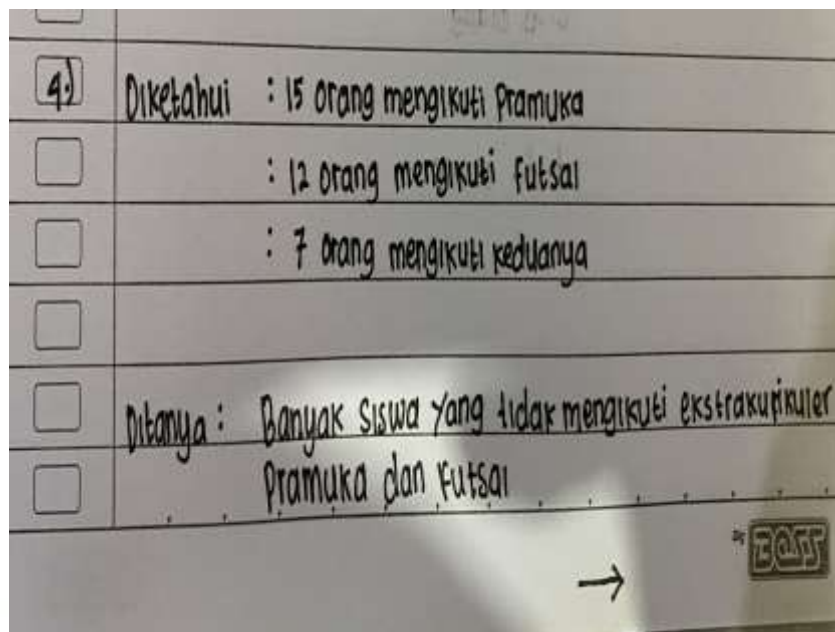 4.) Diketahui : 15 orang mengikuti Pramuka
: 12 orang mengikuti Futsal
: 7 orang mengikuti keduanya
Ditanya : Banyak siswa yang tidak mengikuti ekstrakurikuler
Pramuka dan Futsal
→
BOSS